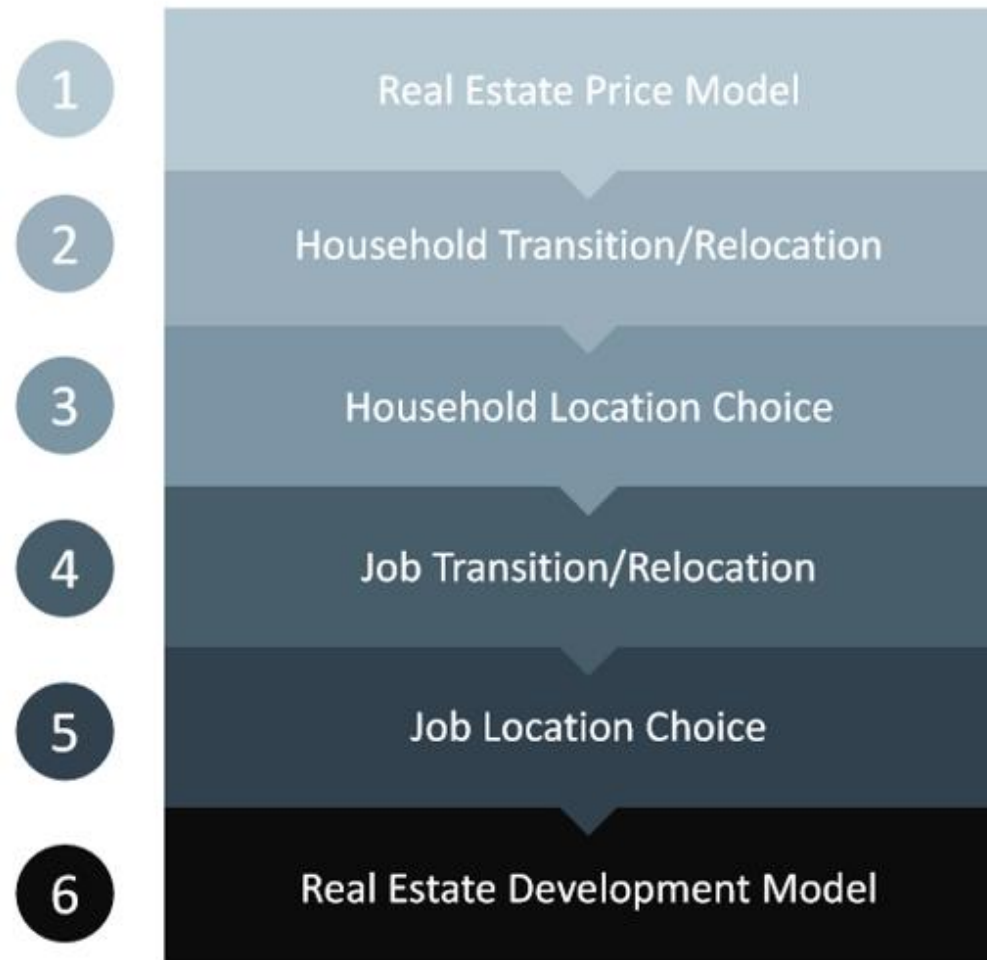 1
Real Estate Price Model
2
Household Transition/Relocation
3
Household Location Choice
4
Job Transition/Relocation
5
Job Location Choice
6
Real Estate Development Model